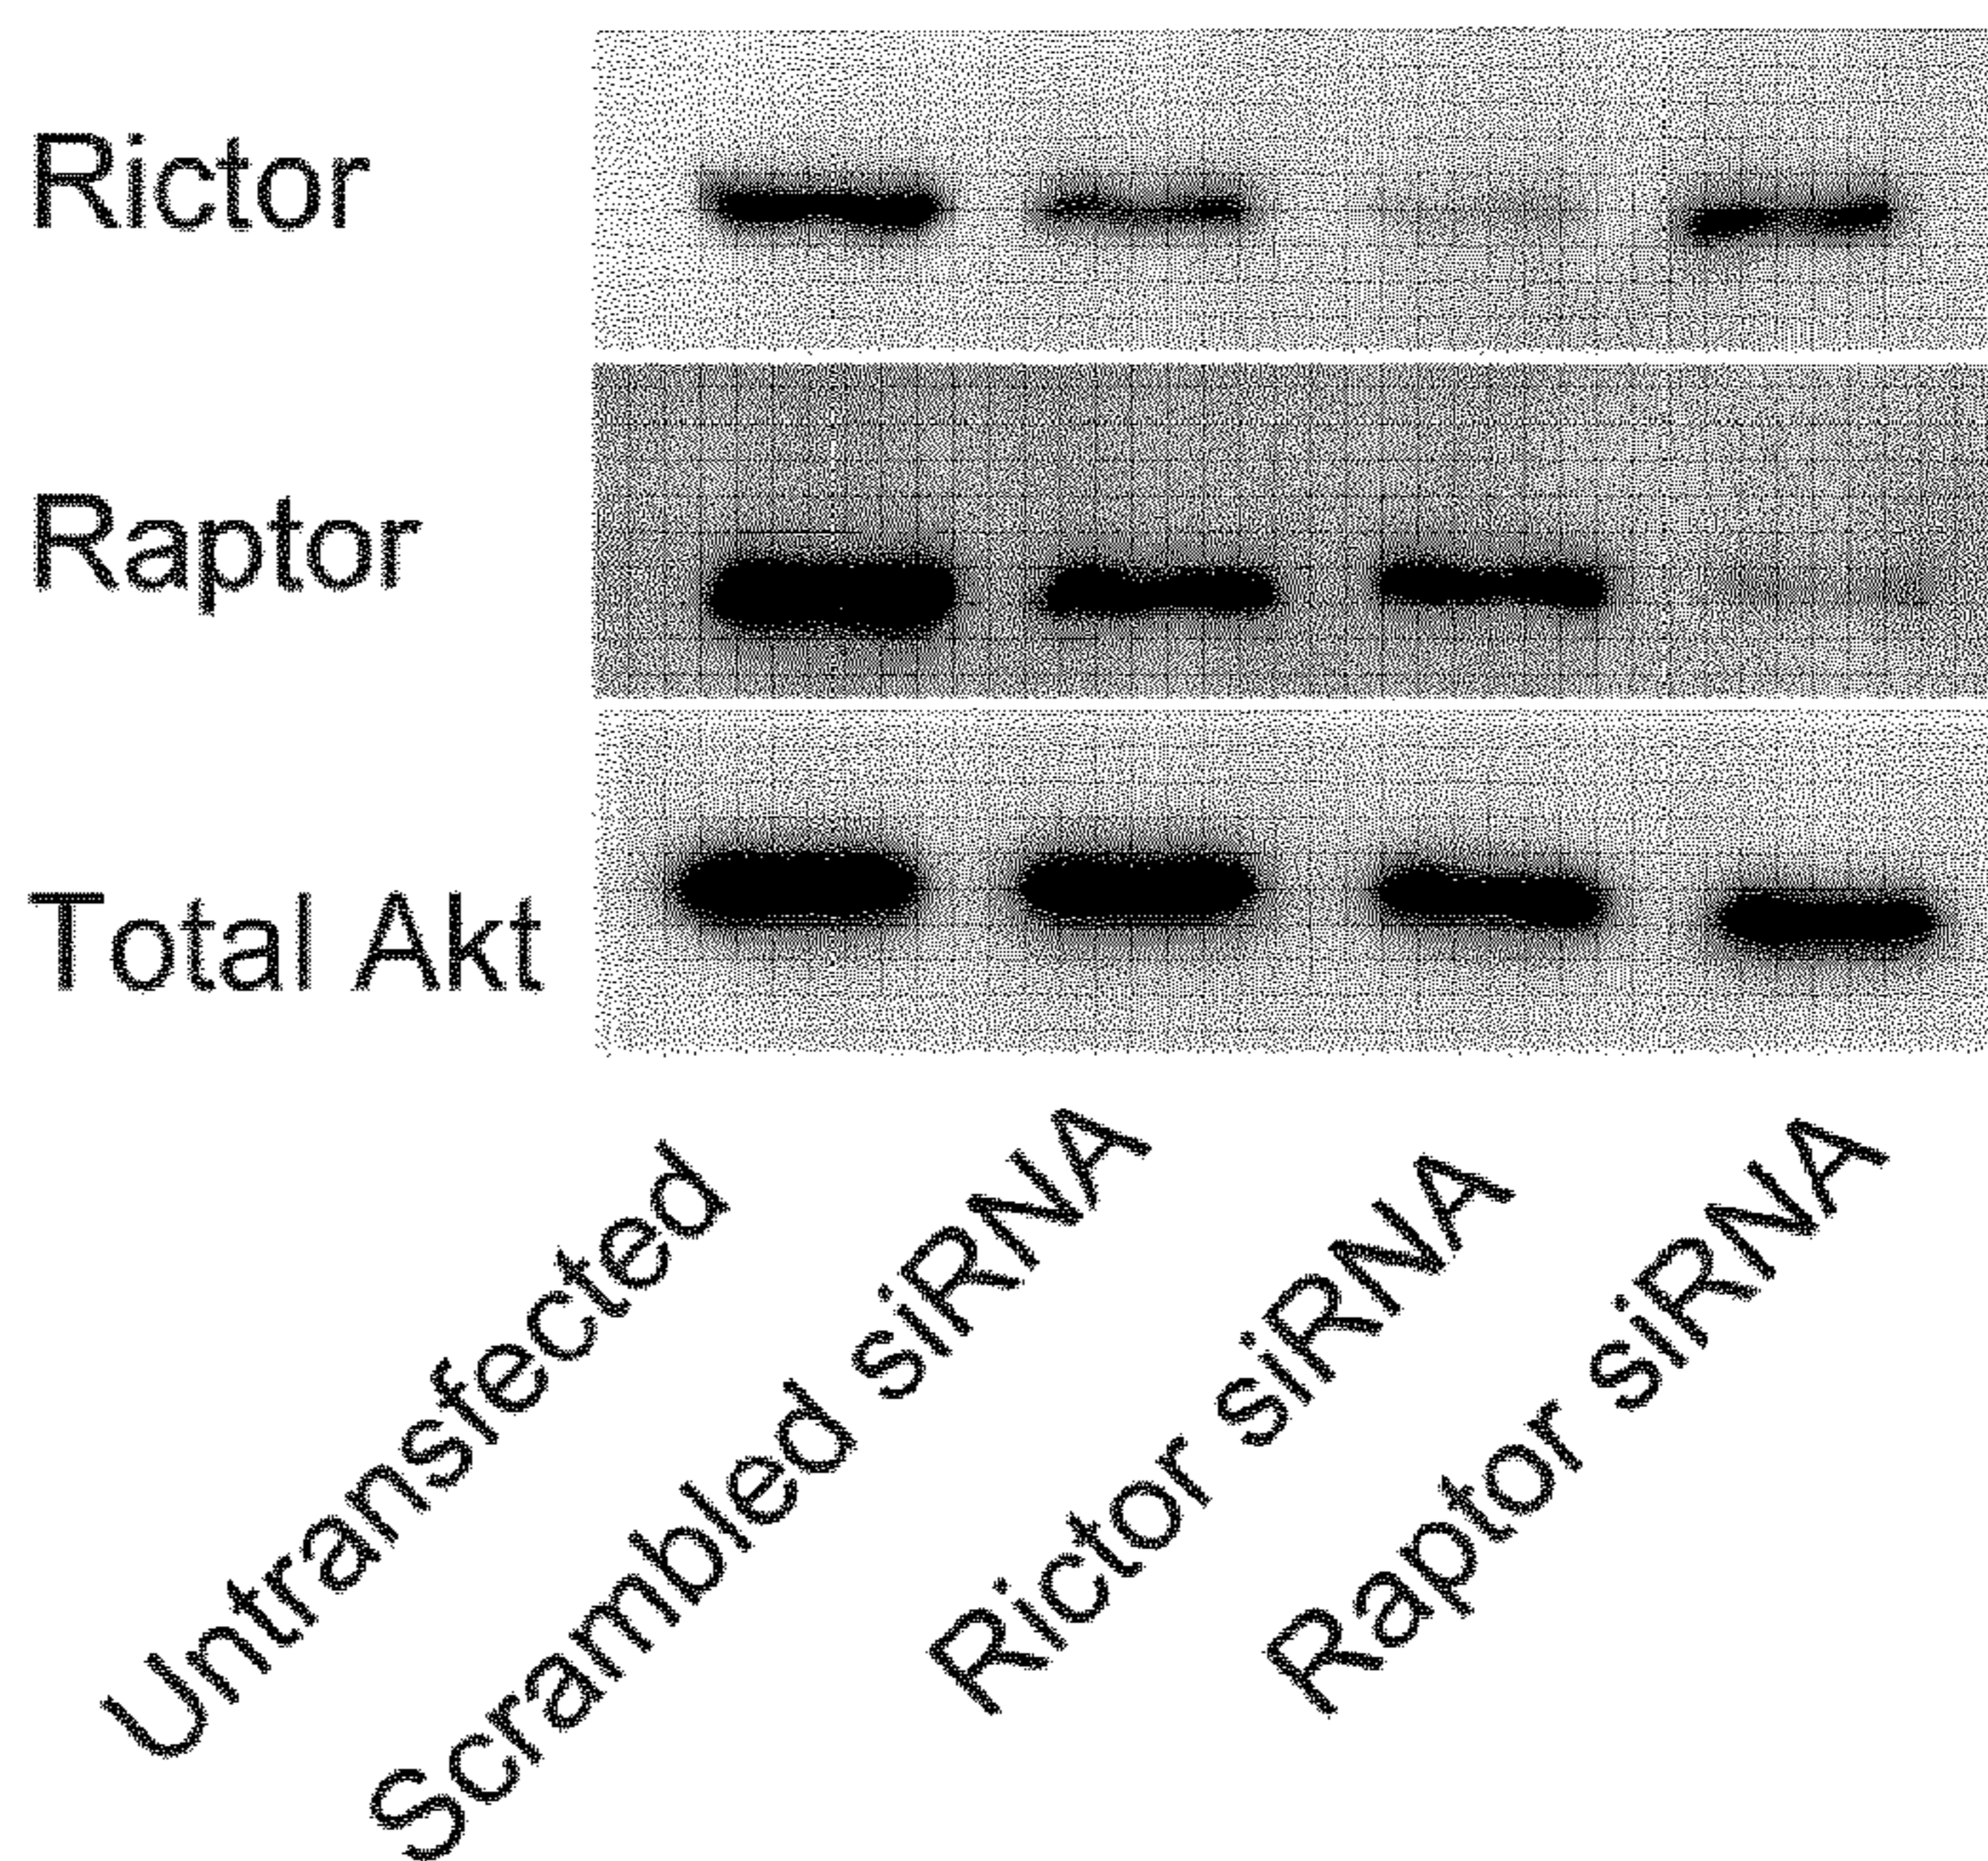 Rictor
Raptor
Total Akt
Untransfected
Scrambled siRNA
Rictor siRNA
Raptor siRNA